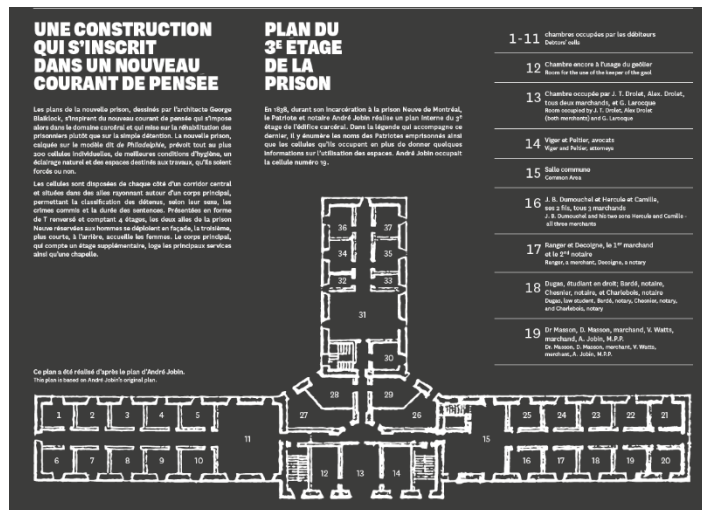 UNE CONSTRUCTION
QUI S'INSCRIT
DANS UN NOUVEAU
COURANT DE PENSÉE
Les plans de la nouvelle prison, dessinés par l'architecte George
Blaiklock, s'inspirent du nouveau courant de pensée qui s'impose
alors dans le domaine carcéral et qui mise sur la réhabilitation des
prisonniers plutôt que sur la simple détention. La nouvelle prison,
calquée sur le modèle dit de Philadelphie, prévoit tout au plus
200 cellules individuelles, de meilleures conditions d'hygiène, un
éclairage naturel et des espaces destinés aux travaux, qu'ils soient
forcés ou non.
Les cellules sont disposées de chaque côté d'un corridor central
et situées dans des ailes rayonnant autour d'un corps principal,
permettant la classification des détenus, selon leur sexe, les
crimes commis et la durée des sentences. Présentées en forme
de T renversé et comptant 4 étages, les deux ailes de la prison
Neuve réservées aux hommes se déploient en façade, la troisième,
plus courte, à l'arrière, accueille les femmes. Le corps principal,
qui compte un étage supplémentaire, loge les principaux services
ainsi qu'une chapelle.
PLAN DU
3E ETAGE
DE LA
PRISON
En 1838, durant son incarcération à la prison Neuve de Montréal,
le Patriote et notaire André Jobin réalise un plan interne du 3e
étage de l'édifice carcéral. Dans la légende qui accompagne ce
dernier, il y énumère les noms des Patriotes emprisonnés ainsi
que les cellules qu'ils occupent en plus de donner quelques
informations sur l'utilisation des espaces. André Jobin occupait
la cellule numéro 19.
1-11 chambres occupées par les débiteurs
Debtors' cells
12 Chambre encore à l'usage du geôlier
Room for the use of the keeper of the gaol
13 Chambre occupée par J. T. Drolet, Alex. Drolet,
tous deux marchands, et G. Larocque
Room occupied by J. T. Drolet, Alex Drolet
(both merchants) and G. Larocque
14 Viger et Peltier, avocats
Viger and Peltier, attorneys
15 Salle commune
Common Area
16 J. B. Dumouchel et Hercule et Camille,
ses 2 fils, tous 3 marchands
J. B. Dumouchel and his two sons Hercule and Camille -
all three merchants
17 Ranger et Decoigne, le 1er marchand
et le 2nd notaire
Ranger, a merchant, Decoigne, a notary
18 Dugas, étudiant en droit; Bardé, notaire,
Chesnier, notaire, et Charlebois, notaire
Dugas, law student, Bardé, notary, Chesnier, notary,
and Charlebois, notary
19 Dr Masson, D. Masson, marchand, V. Watts,
marchand, A. Jobin, M.P.P.
Dr. Masson, D. Masson, merchant, V. Watts,
merchant, A. Jobin, M.P.P.
Ce plan a été réalisé d'après le plan d'André Jobin.
This plan is based on André Jobin's original plan.
36 37
34 35
32 33
31
30
28 29
27 26
1 2 3 4 5
11
15
25 24 23 22 21
6 7 8 9 10
12 13 14
16 17 18 19 20